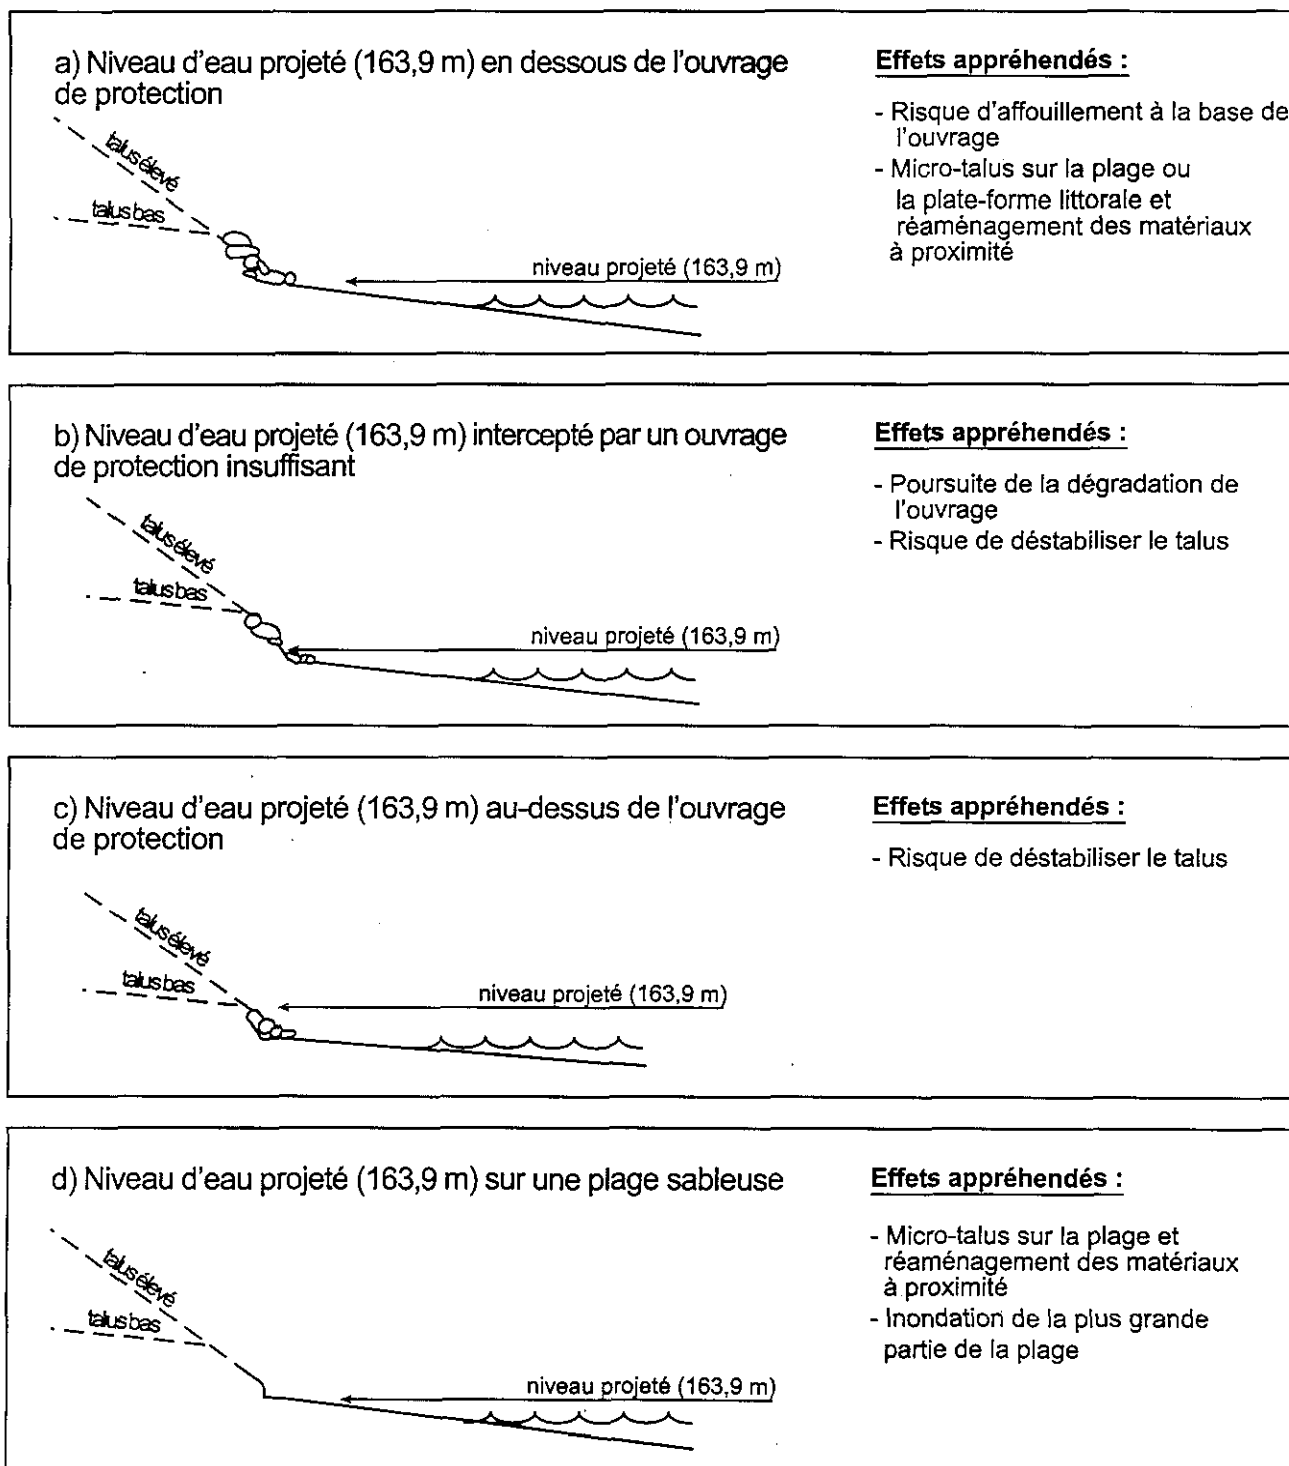 a) Niveau d'eau projeté (163,9 m) en dessous de l'ouvrage
de protection
talus élevé
talus bas
niveau projeté (163,9 m)
Effets appréhendés :
- Risque d'affouillement à la base de
l'ouvrage
- Micro-talus sur la plage ou
la plate-forme littorale et
réaménagement des matériaux
à proximité
b) Niveau d'eau projeté (163,9 m) intercepté par un ouvrage
de protection insuffisant
talus élevé
talus bas
niveau projeté (163,9 m)
Effets appréhendés :
- Poursuite de la dégradation de
l'ouvrage
- Risque de déstabiliser le talus
c) Niveau d'eau projeté (163,9 m) au-dessus de l'ouvrage
de protection
talus élevé
talus bas
niveau projeté (163,9 m)
Effets appréhendés :
- Risque de déstabiliser le talus
d) Niveau d'eau projeté (163,9 m) sur une plage sableuse
talus élevé
talus bas
niveau projeté (163,9 m)
Effets appréhendés :
- Micro-talus sur la plage et
réaménagement des matériaux
à proximité
- Inondation de la plus grande
partie de la plage